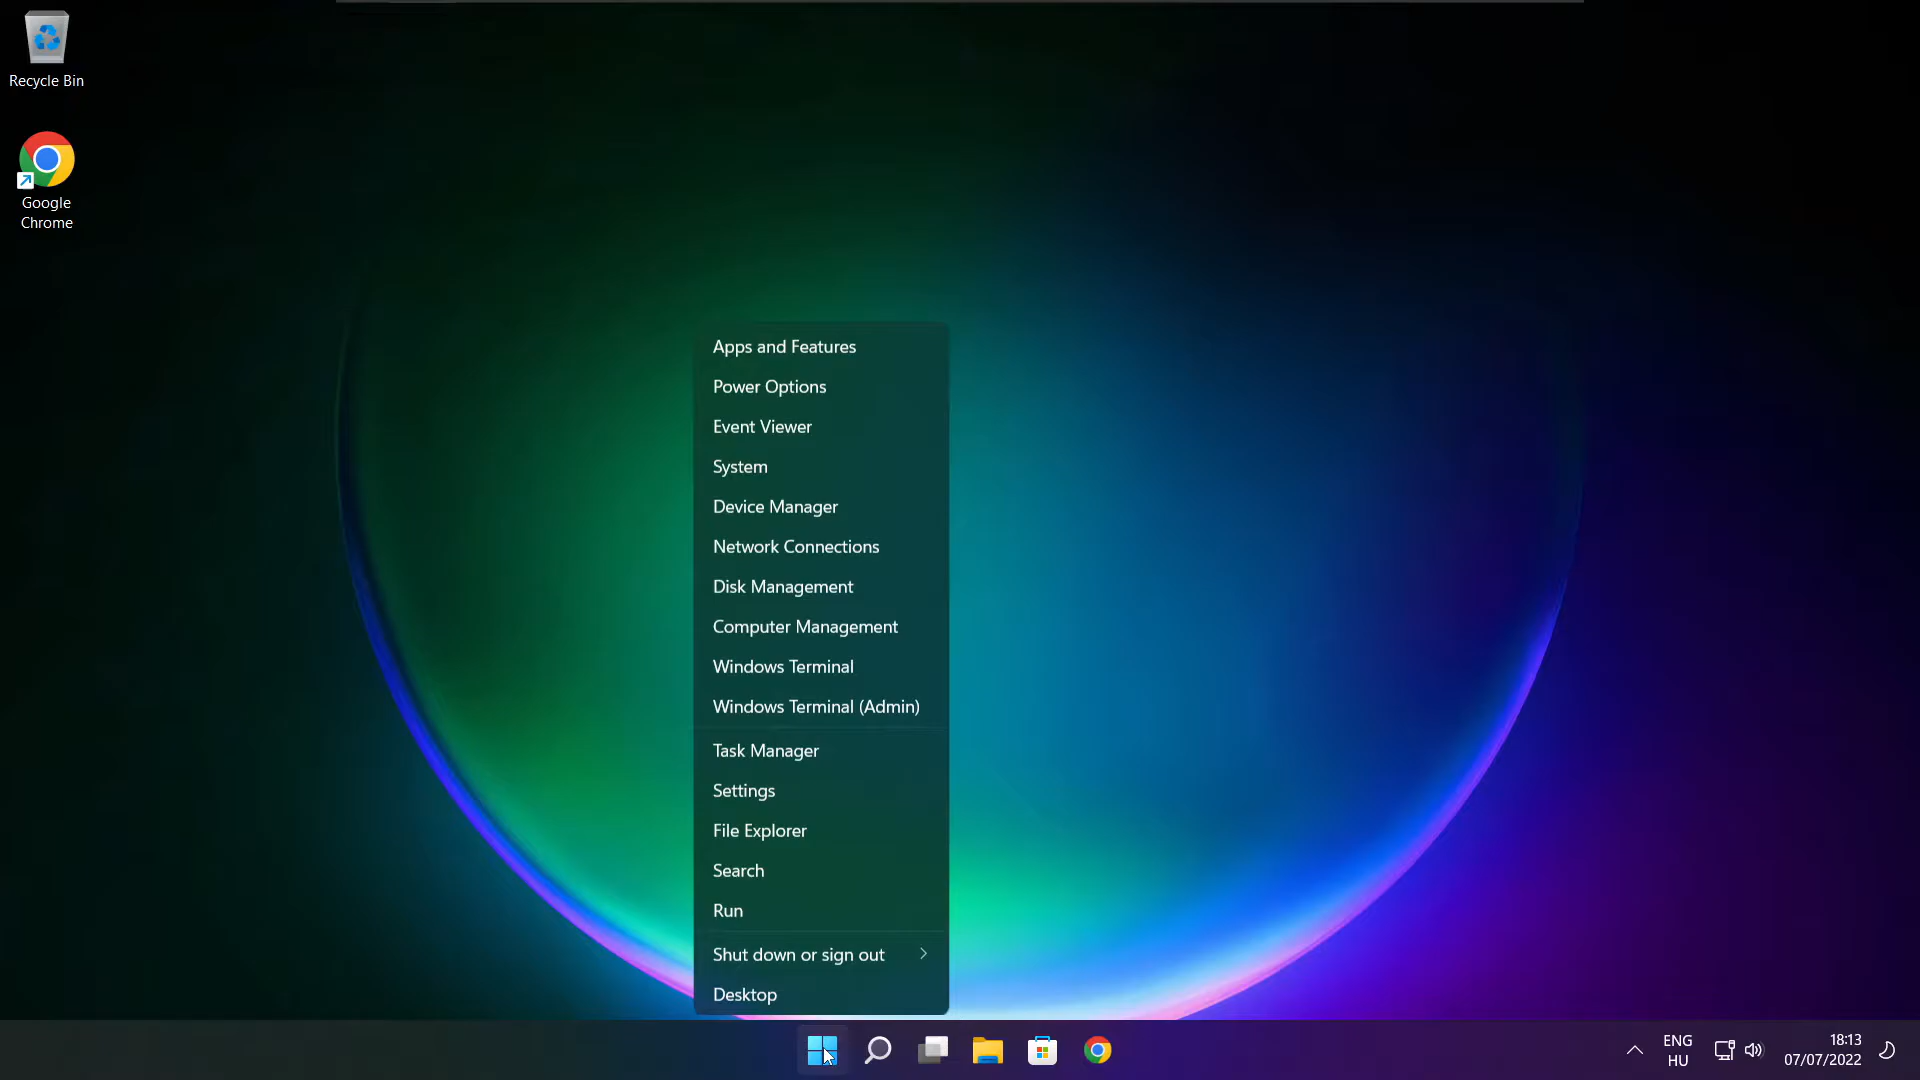 Recycle Bin
Google
Chrome
Apps and Features
Power Options
Event Viewer
System
Device Manager
Network Connections
Disk Management
Computer Management
Windows Terminal
Windows Terminal (Admin)
Task Manager
Settings
File Explorer
Search
Run
Shut down or sign out
Desktop
ENG
HU
18:13
07/07/2022